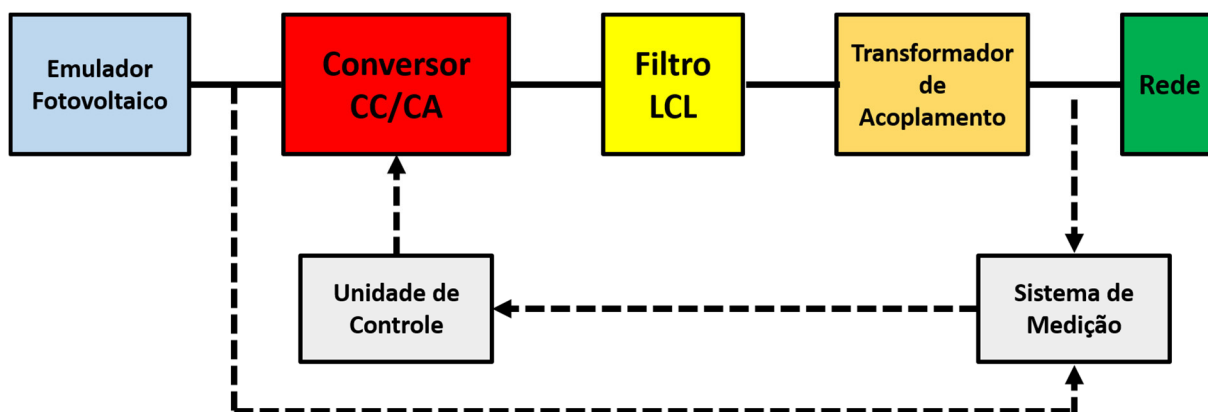 Emulador
Fotovoltaico
Conversor
CC/CA
Filtro
LCL
Transformador
de
Acoplamento
Rede
Unidade de
Controle
Sistema de
Medição